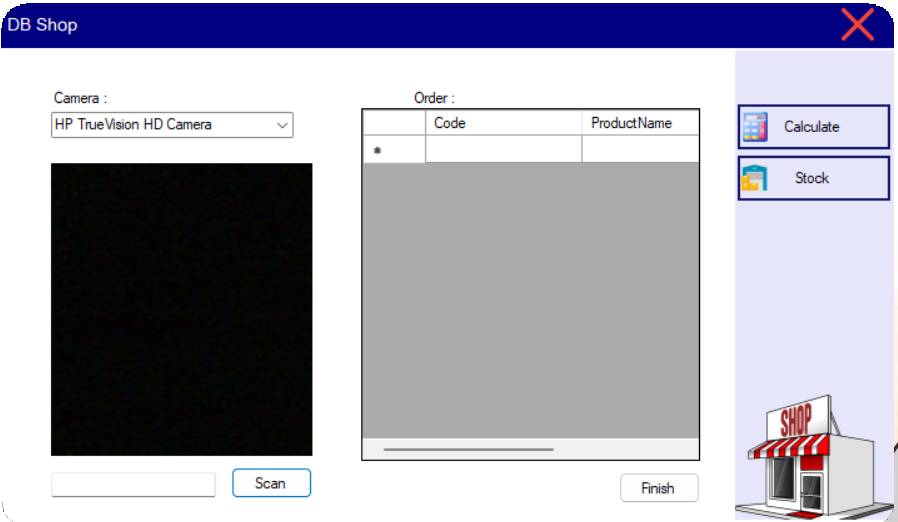 DB Shop
Camera :
HP TrueVision HD Camera
Scan
Order :
Code ProductName
*
Finish
Calculate
Stock
SHOP